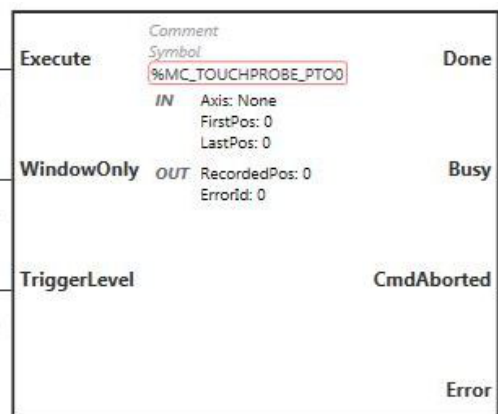 Comment
Symbol
Execute
Done
%MC_TOUCHPROBE_PTO0
IN Axis: None
FirstPos: 0
LastPos: 0
WindowOnly
OUT RecordedPos: 0
Busy
ErrorId: 0
TriggerLevel
CmdAborted
Error